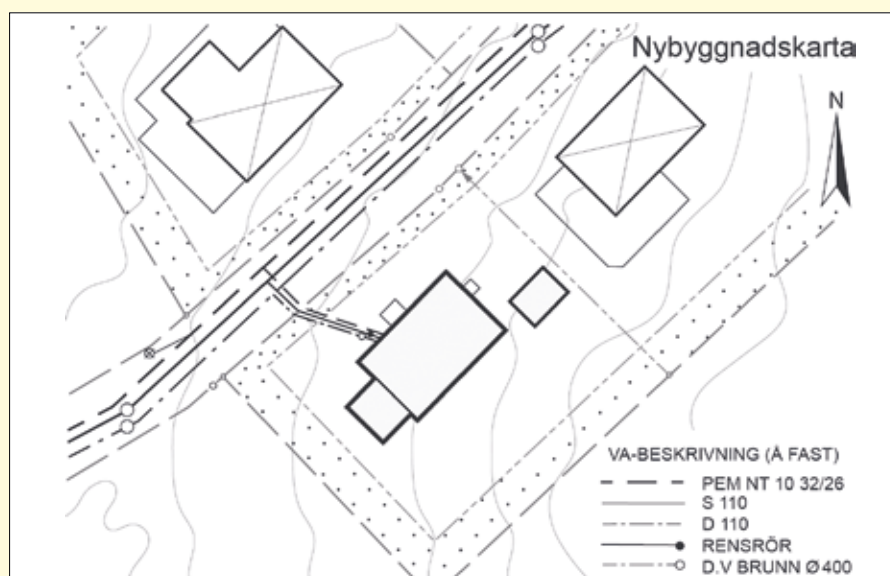 Nybyggnadskarta
N
VA-BESKRIVNING (Å FAST)
PEM NT 10 32/26
S 110
D 110
RENSRÖR
D.V BRUNN Ø 400